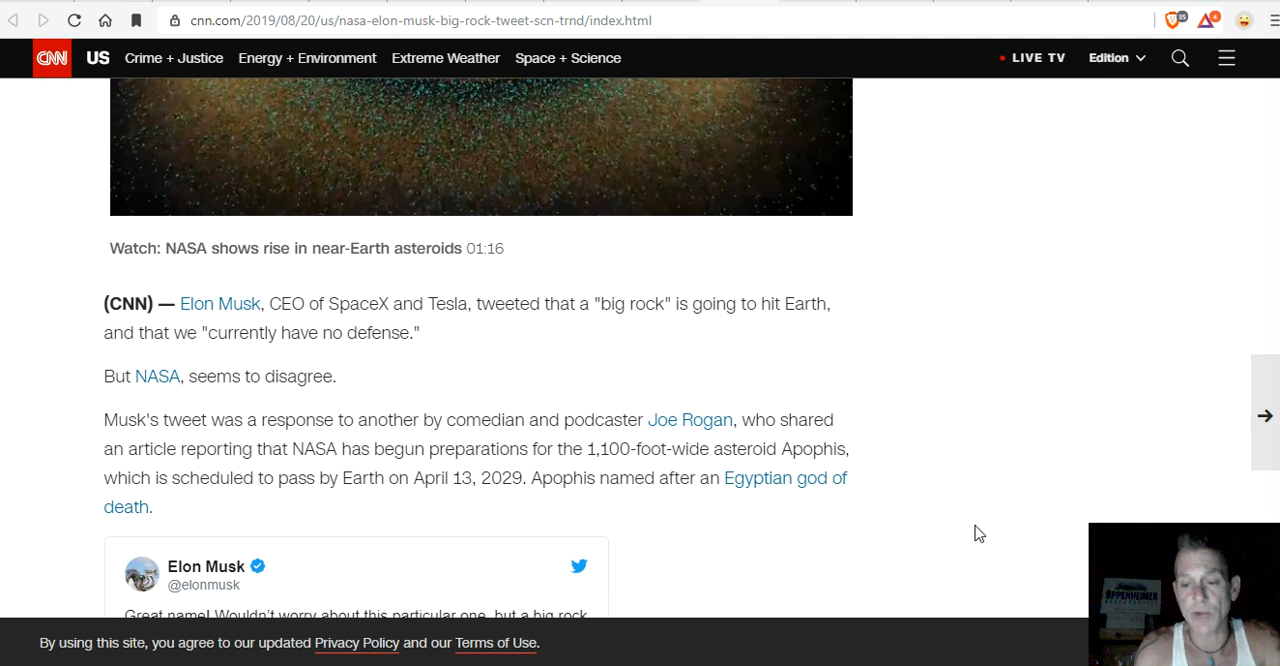 cnn.com/2019/08/20/us/nasa-elon-musk-big-rock-tweet-scn-trnd/index.html
35
4
CNN US Crime + Justice Energy + Environment Extreme Weather Space + Science LIVE TV Edition
Watch: NASA shows rise in near-Earth asteroids 01:16
(CNN) — Elon Musk, CEO of SpaceX and Tesla, tweeted that a "big rock" is going to hit Earth,
and that we "currently have no defense."
But NASA, seems to disagree.
Musk's tweet was a response to another by comedian and podcaster Joe Rogan, who shared
an article reporting that NASA has begun preparations for the 1,100-foot-wide asteroid Apophis,
which is scheduled to pass by Earth on April 13, 2029. Apophis named after an Egyptian god of
death.
Elon Musk
@elonmusk
Great name! Wouldn't worry about this particular one, but a big rock
OPPENHEIMER
By using this site, you agree to our updated Privacy Policy and our Terms of Use.